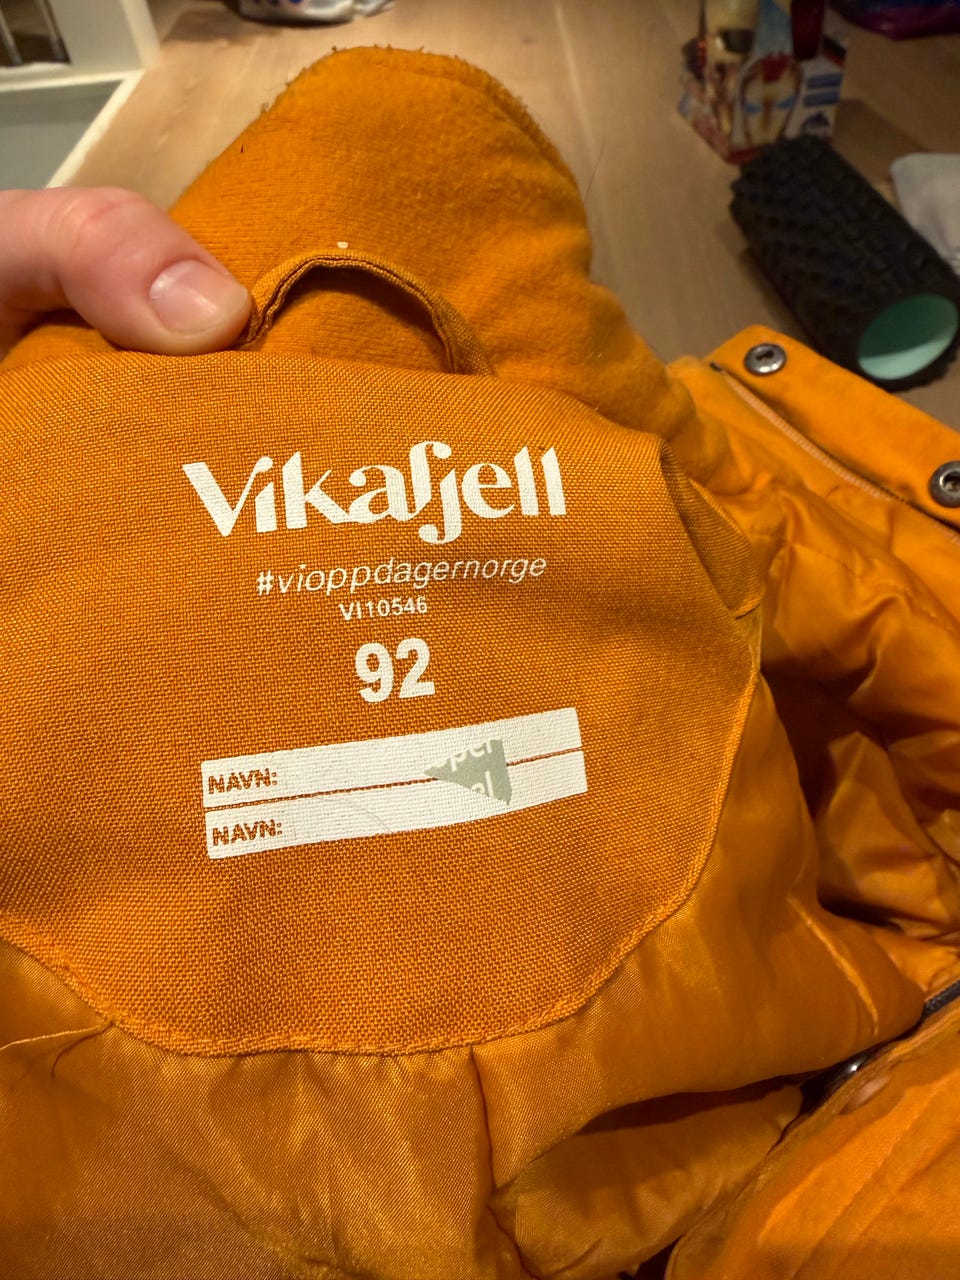 Vikafjell
#vioppdagernorge
VI10546
92
NAVN:
NAVN: